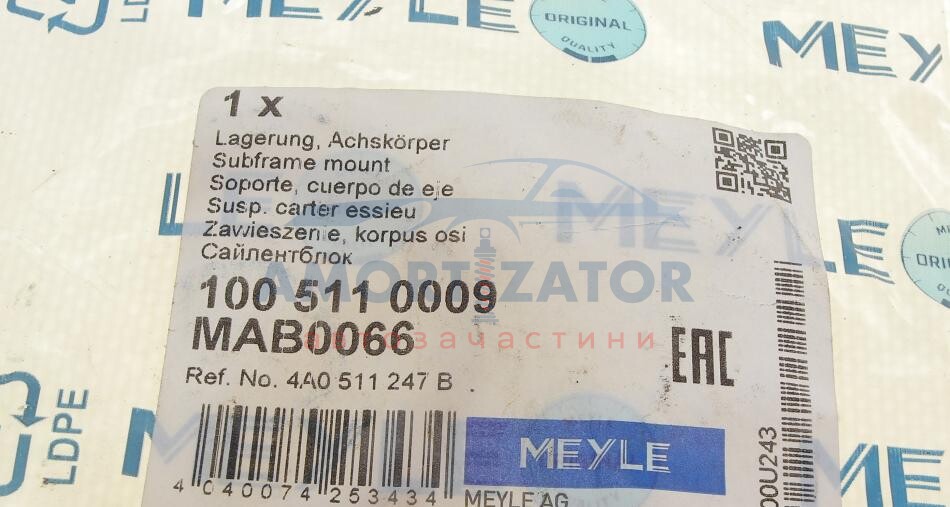 MEYLE
ORIGINAL
QUALITY
MEY
1 x
Lagerung, Achskörper
Subframe mount
Soporte, cuerpo de eje
Susp. carter essieu
Zawieszenie, korpus osi
Сайлентблок
AMORTIZATOR
автозапчастини
100 511 0009
MAB0066
EAC
Ref. No. 4A0 511 247 B
MEYLE
4 040074 253434
MEYLE AG
00U243
LDPE